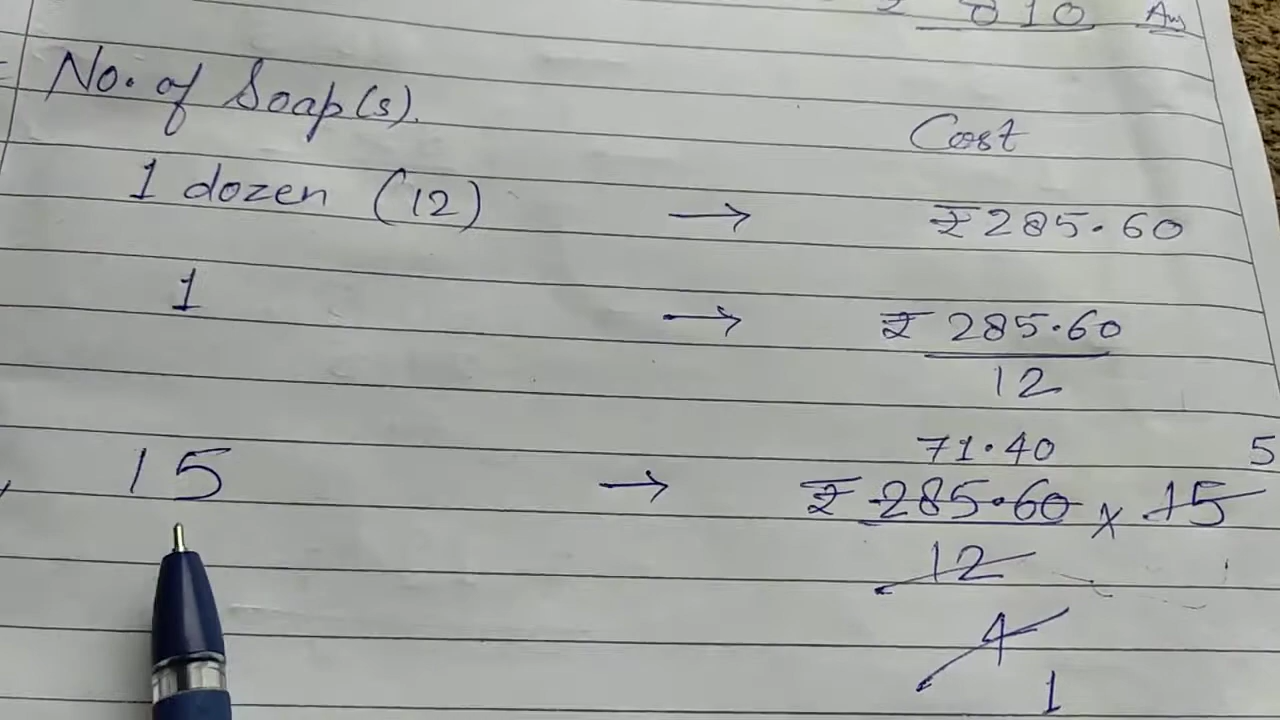 Ans
No. of Soap(s). Cost
1 dozen (12) → ₹285.60
1 → ₹ 285.60
12
71.40 5
15 → ₹ 285.60 × 15
12
4
1